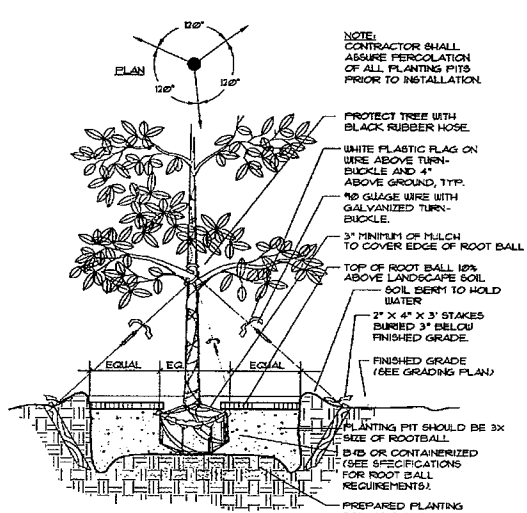 120°
120°
120°
PLAN
NOTE:
CONTRACTOR SHALL
ASSURE PERCOLATION
OF ALL PLANTING PITS
PRIOR TO INSTALLATION.
PROTECT TREE WITH
BLACK RUBBER HOSE.
WHITE PLASTIC FLAG ON
WIRE ABOVE TURN-
BUCKLE AND 4"
ABOVE GROUND, TYP.
90 GUAGE WIRE WITH
GALVANIZED TURN-
BUCKLE.
3" MINIMUM OF MULCH
TO COVER EDGE OF ROOT BALL
TOP OF ROOT BALL 10%
ABOVE LANDSCAPE SOIL
SOIL BERM TO HOLD
WATER
2" X 4" X 3' STAKES
BURIED 3" BELOW
FINISHED GRADE.
EQUAL
EQ
EQUAL
FINISHED GRADE
(SEE GRADING PLAN)
PLANTING PIT SHOULD BE 3X
SIZE OF ROOTBALL
B&B OR CONTAINERIZED
(SEE SPECIFICATIONS
FOR ROOT BALL
REQUIREMENTS).
PREPARED PLANTING